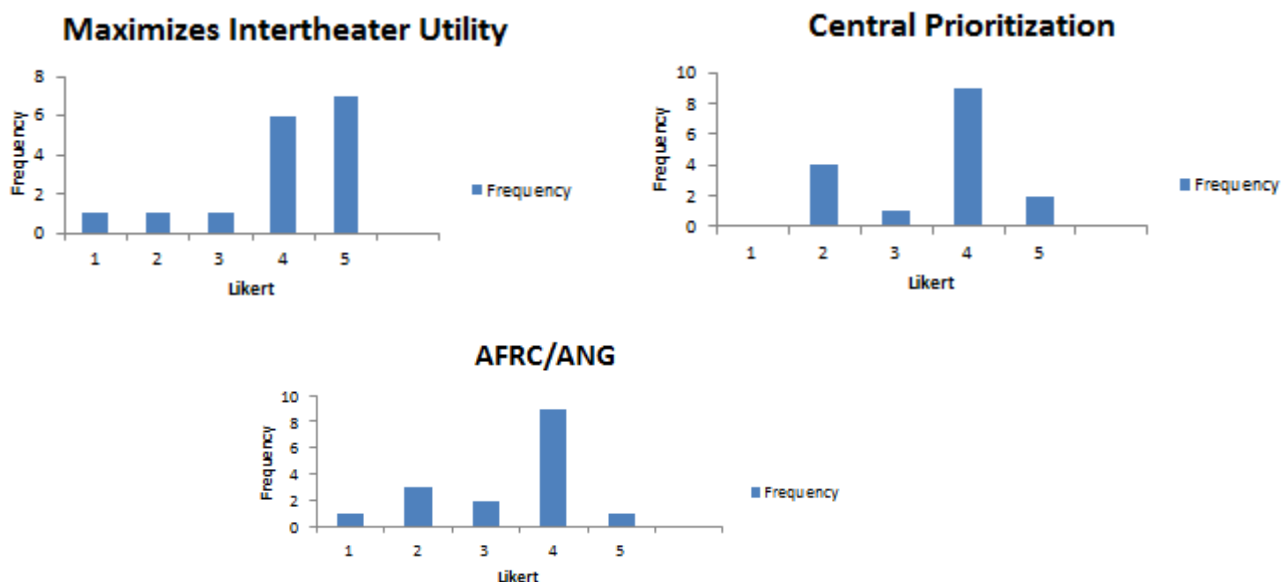 Maximizes Intertheater Utility
8
6
4
2
0
Frequency
1 2 3 4 5
Likert
Frequency
Central Prioritization
10
8
6
4
2
0
Frequency
1 2 3 4 5
Likert
Frequency
AFRC/ANG
10
8
6
4
2
0
Frequency
1 2 3 4 5
Likert
Frequency